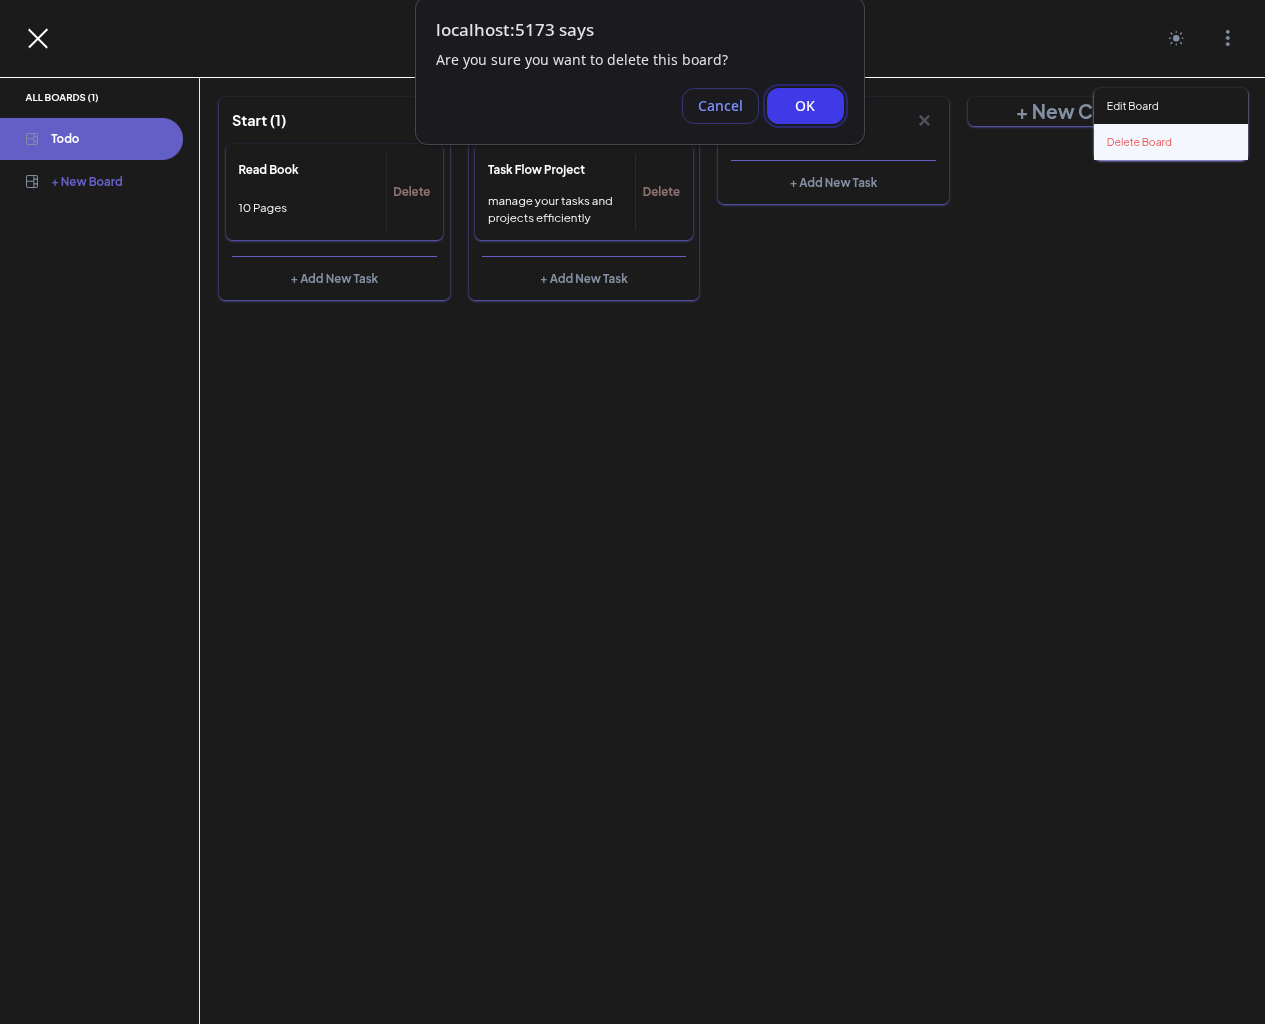 localhost:5173 says
Are you sure you want to delete this board?
Cancel
OK
ALL BOARDS (1)
Todo
+ New Board
Start (1)
Read Book
10 Pages
Delete
+ Add New Task
Task Flow Project
manage your tasks and
projects efficiently
Delete
+ Add New Task
+ Add New Task
+ New C
Edit Board
Delete Board